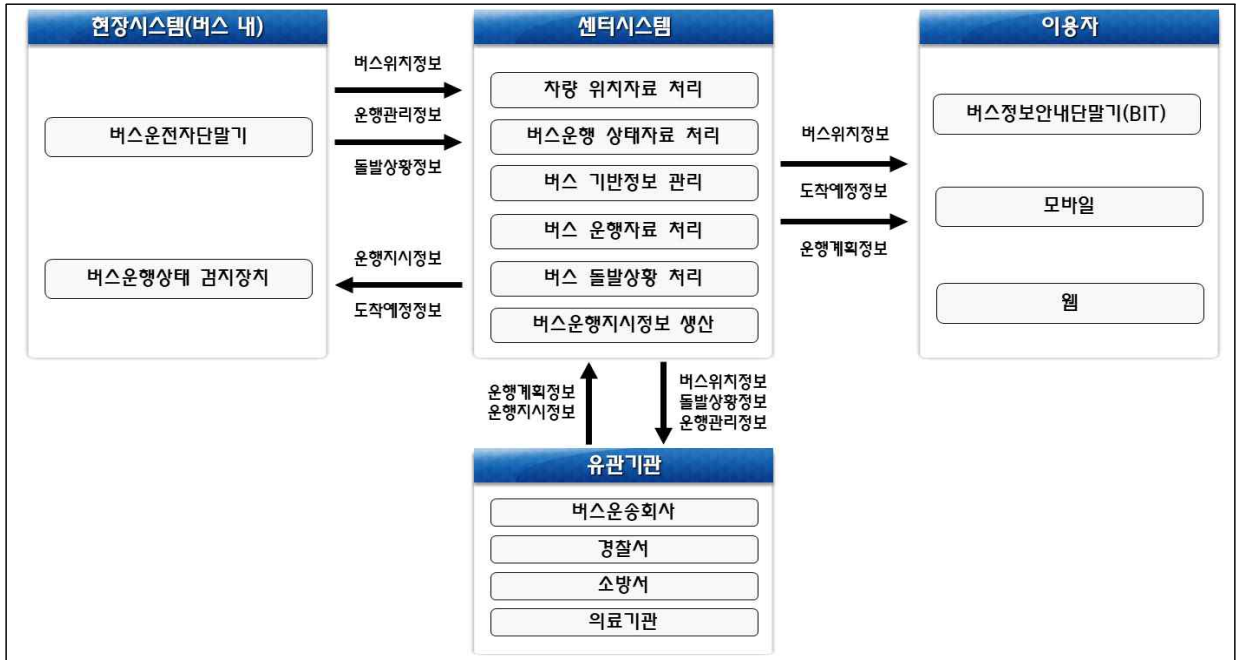 현장시스템(버스 내)
버스운전자단말기
버스운행상태 검지장치
버스위치정보
운행관리정보
돌발상황정보
운행지시정보
도착예정정보
센터시스템
차량 위치자료 처리
버스운행 상태자료 처리
버스 기반정보 관리
버스 운행자료 처리
버스 돌발상황 처리
버스운행지시정보 생산
버스위치정보
도착예정정보
운행계획정보
이용자
버스정보안내단말기(BIT)
모바일
웹
운행계획정보
운행지시정보
버스위치정보
돌발상황정보
운행관리정보
유관기관
버스운송회사
경찰서
소방서
의료기관